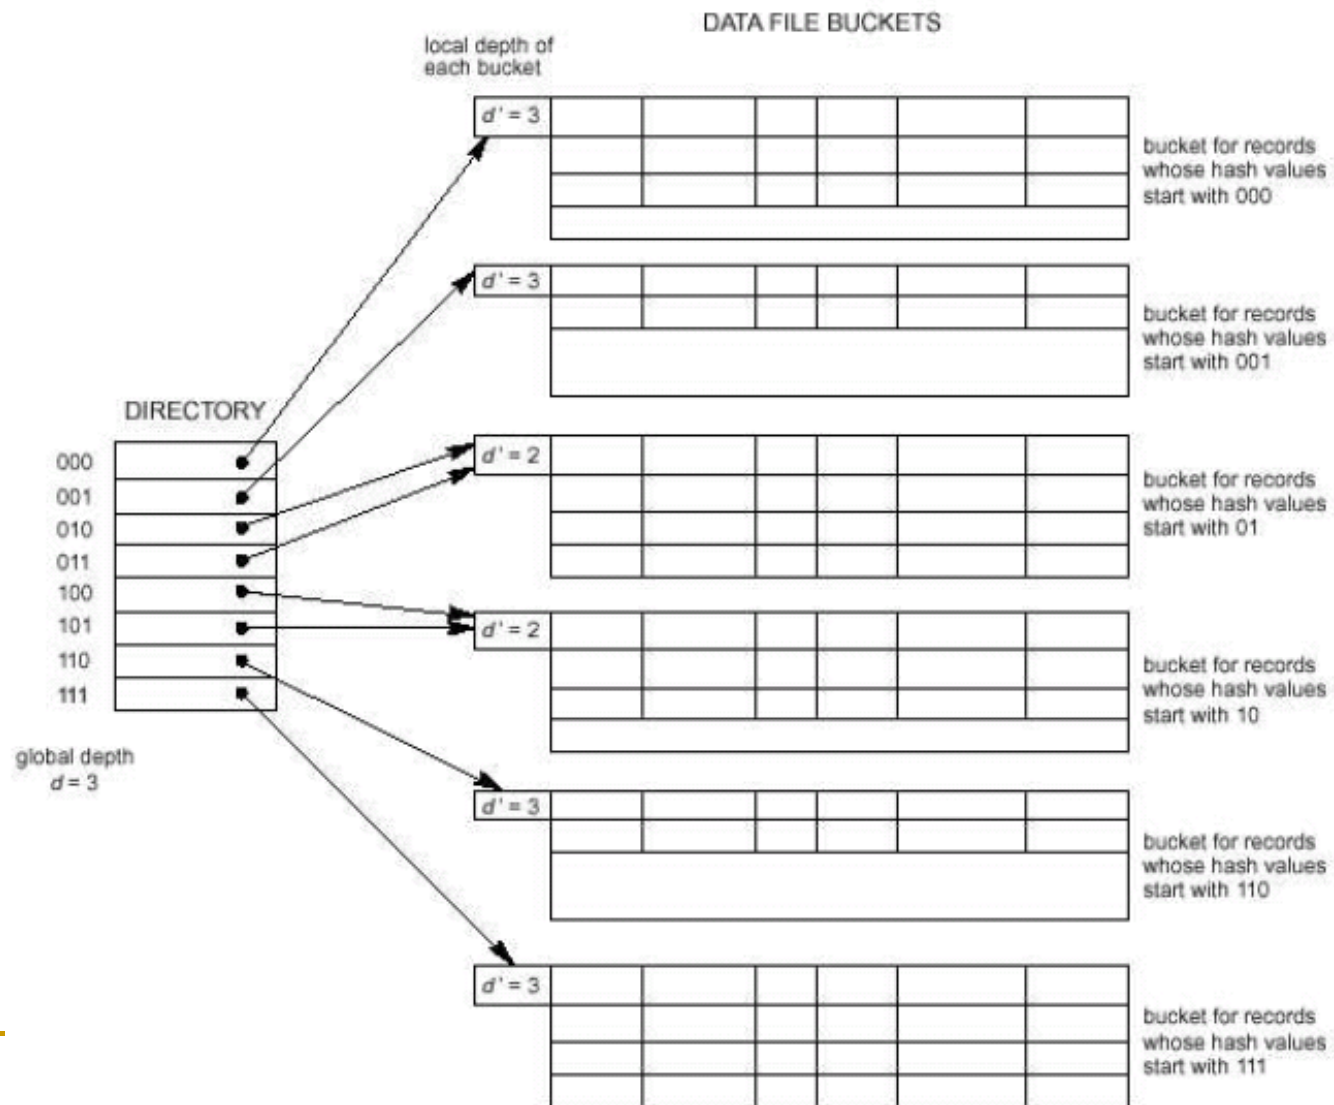 DATA FILE BUCKETS
local depth of
each bucket
d' = 3
bucket for records
whose hash values
start with 000
d' = 3
bucket for records
whose hash values
start with 001
DIRECTORY
000
001
010
011
100
101
110
111
global depth
d = 3
d' = 2
bucket for records
whose hash values
start with 01
d' = 2
bucket for records
whose hash values
start with 10
d' = 3
bucket for records
whose hash values
start with 110
d' = 3
bucket for records
whose hash values
start with 111